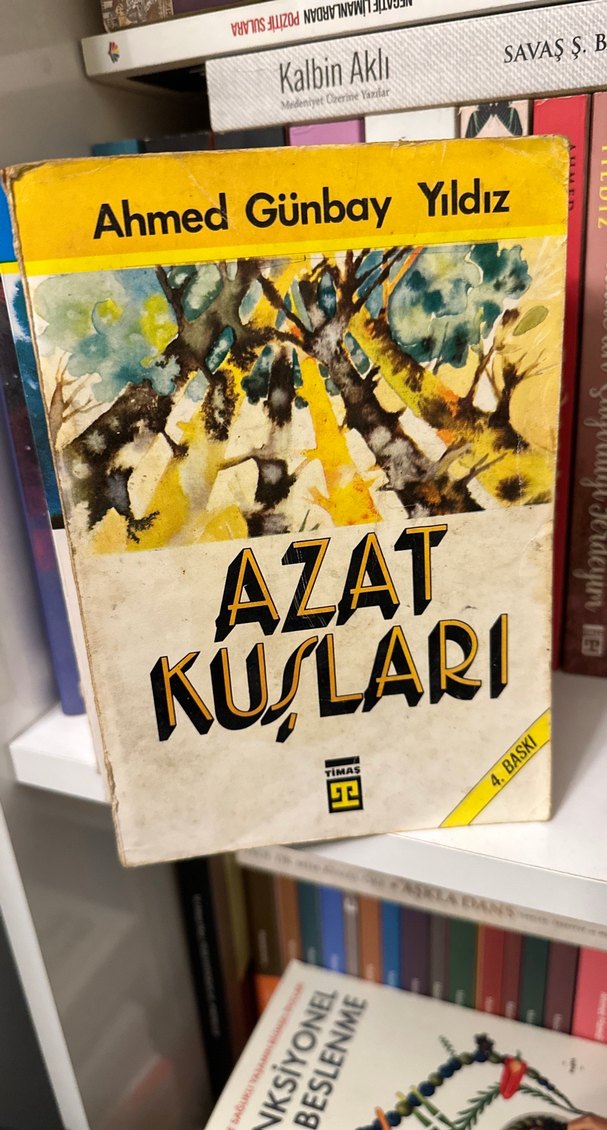 NEGATİF LİMANLARDAN POZİTİF SULARA
Kalbin Aklı
Medeniyet Üzerine Yazılar
SAVAŞ Ş. B
Ahmed Günbay Yıldız
AZAT
KUŞLARI
TİMAŞ
4. BASKI
AŞKLA DANS
NKSİYONEL
BESLENME